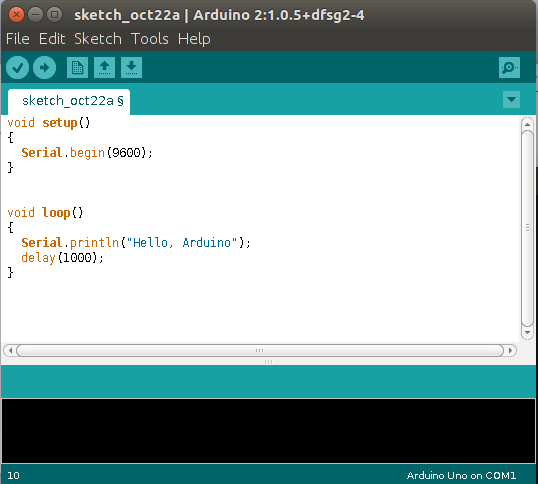 sketch_oct22a | Arduino 2:1.0.5+dfsg2-4
File Edit Sketch Tools Help
sketch_oct22a §
void setup()
{
  Serial.begin(9600);
}
void loop()
{
  Serial.println("Hello, Arduino");
  delay(1000);
}
10 Arduino Uno on COM1